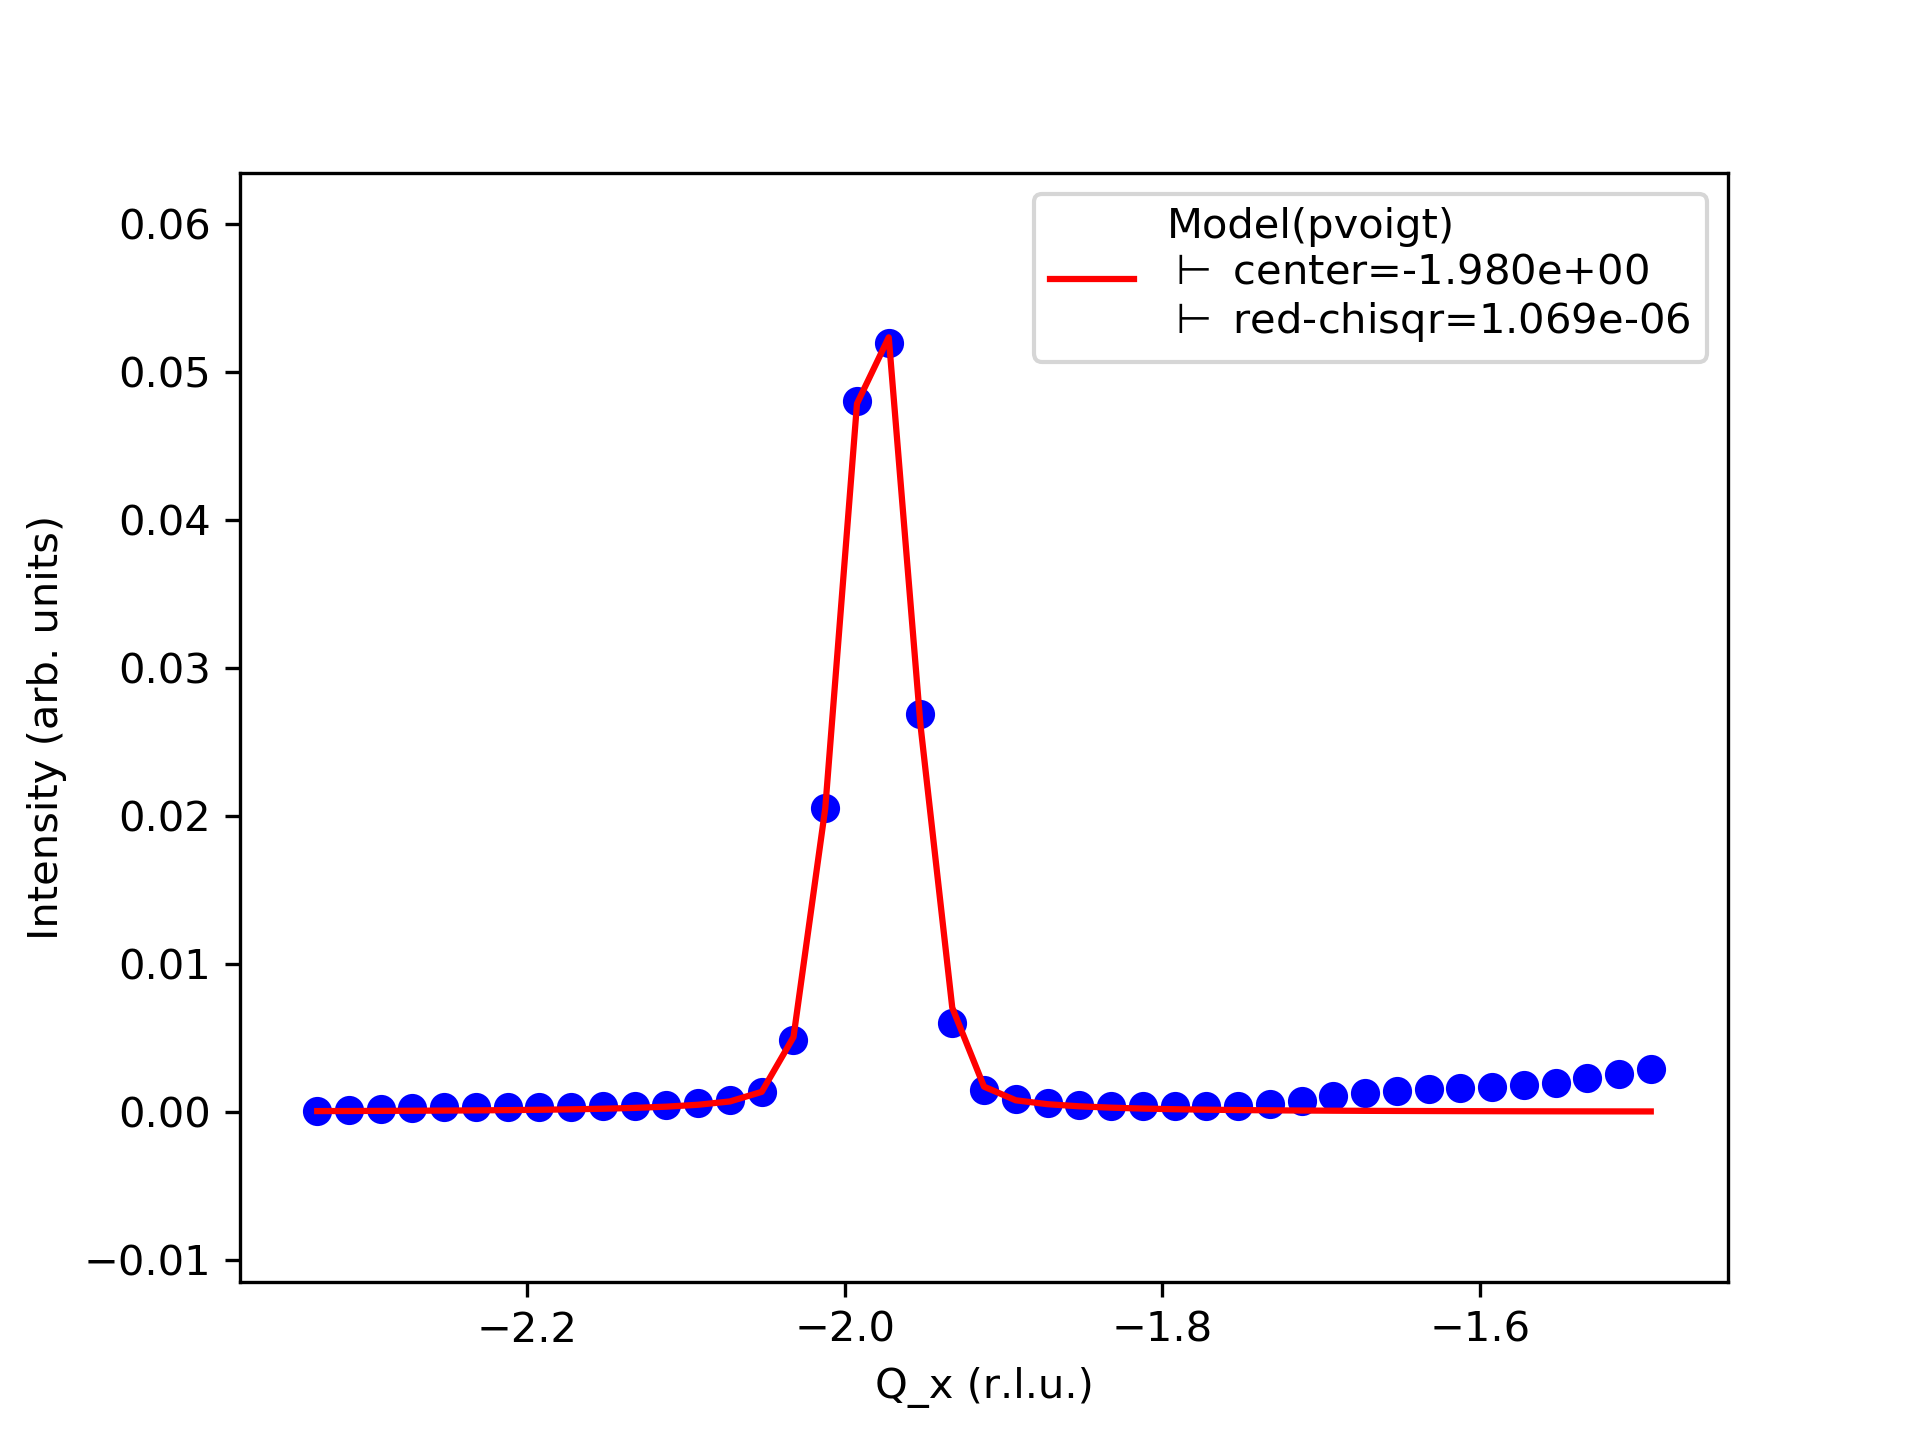 Model(pvoigt)
⊢ center=-1.980e+00
⊢ red-chisqr=1.069e-06
0.06
0.05
0.04
0.03
0.02
0.01
0.00
−0.01
Intensity (arb. units)
−2.2
−2.0
−1.8
−1.6
Q_x (r.l.u.)